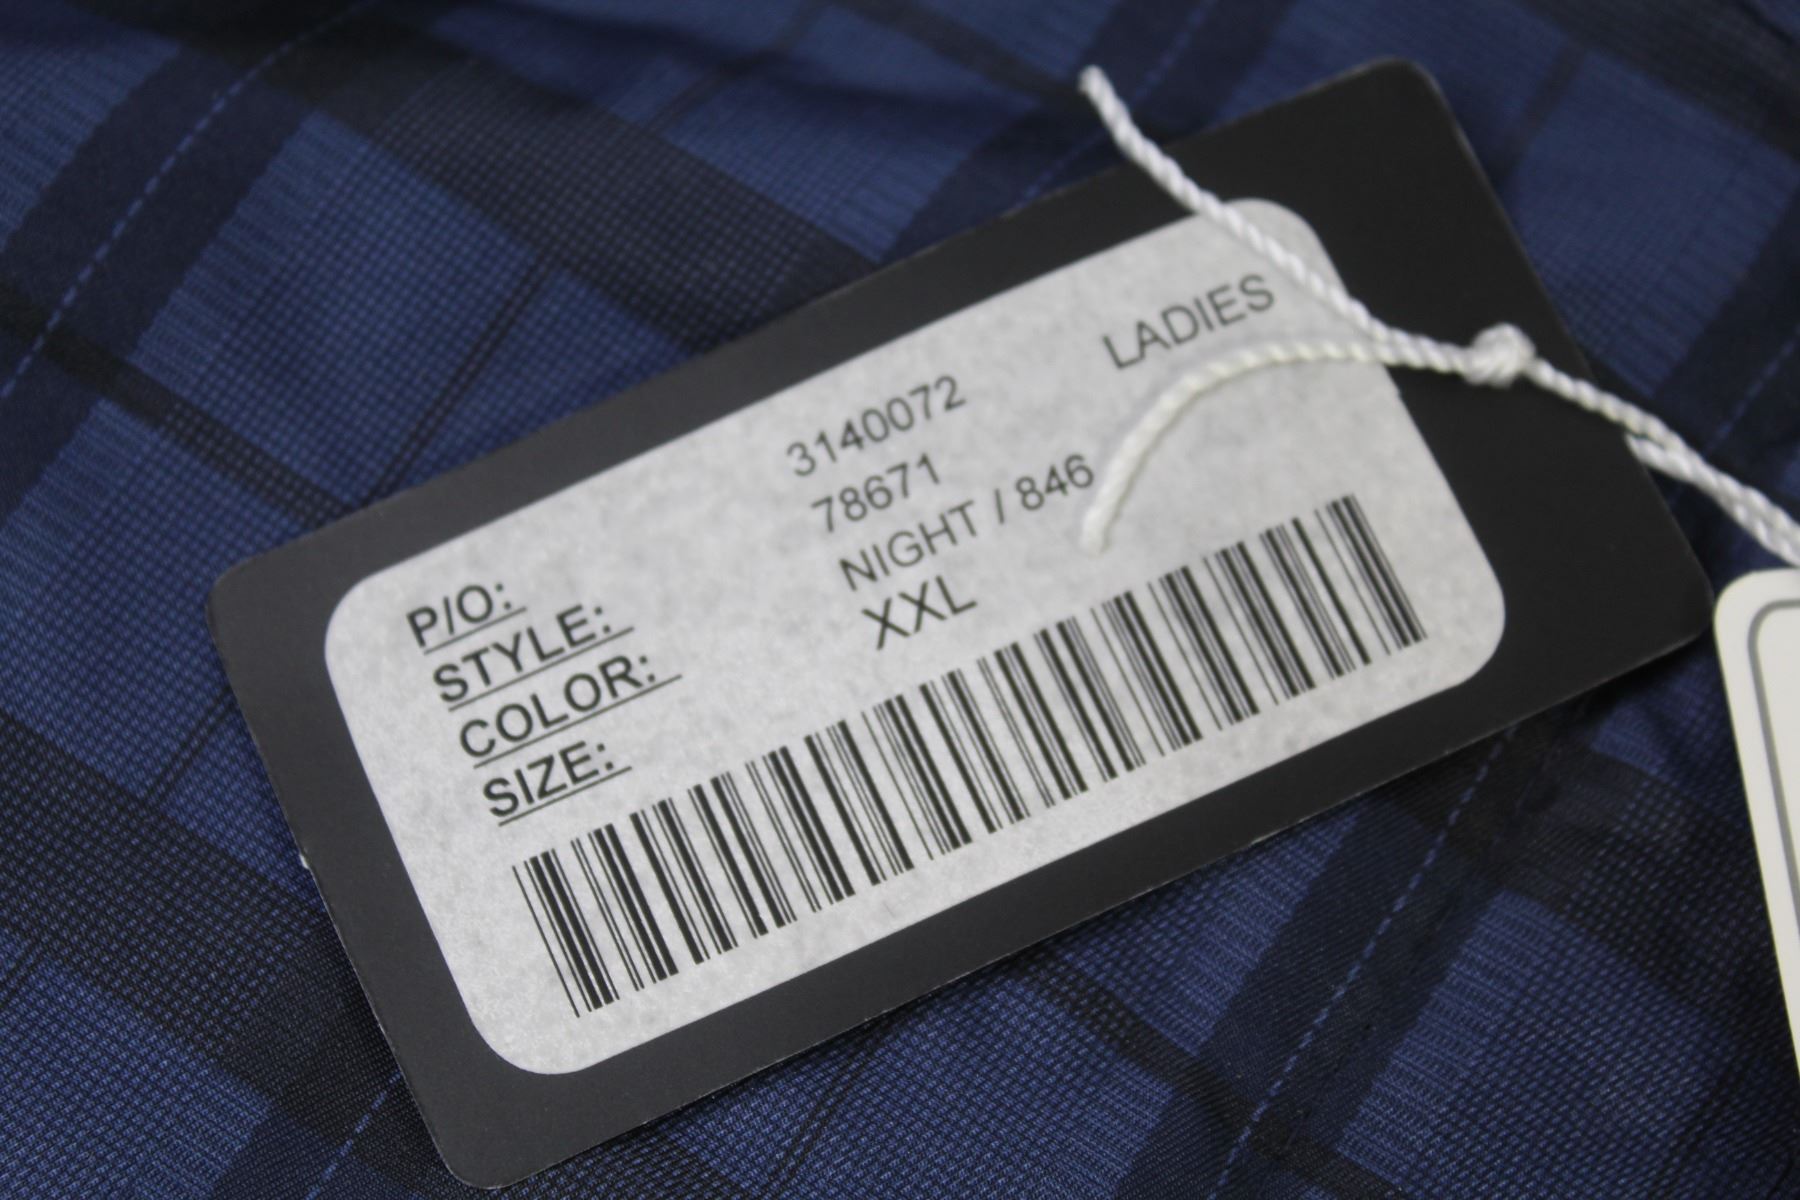 LADIES
P/O: 3140072
STYLE: 78671
COLOR: NIGHT / 846
SIZE: XXL